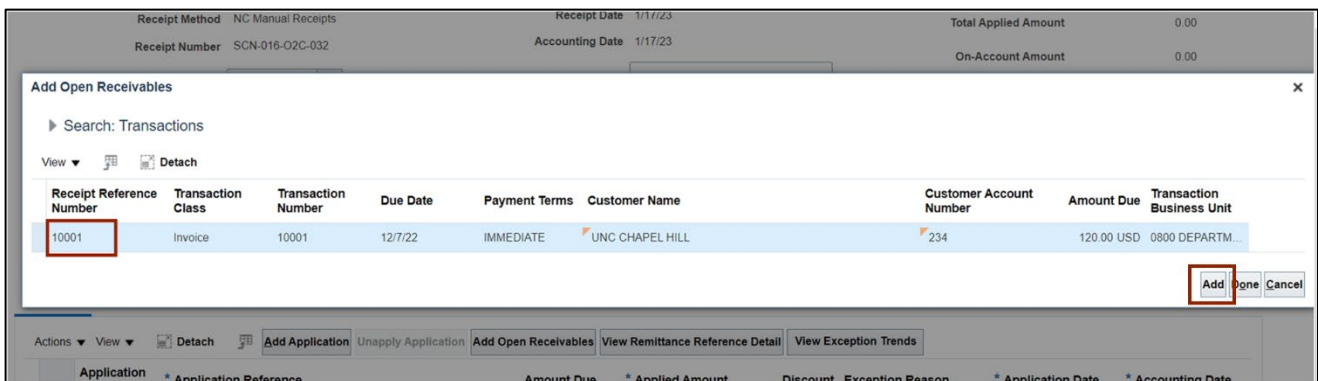 Receipt Method NC Manual Receipts Receipt Date 1/17/23 Total Applied Amount 0.00
Receipt Number SCN-016-O2C-032 Accounting Date 1/17/23 On-Account Amount 0.00
Add Open Receivables
Search: Transactions
View Detach
Receipt Reference Number Transaction Class Transaction Number Due Date Payment Terms Customer Name Customer Account Number Amount Due Transaction Business Unit
10001 Invoice 10001 12/7/22 IMMEDIATE UNC CHAPEL HILL 234 120.00 USD 0800 DEPARTM...
Add Done Cancel
Actions View Detach Add Application Unapply Application Add Open Receivables View Remittance Reference Detail View Exception Trends
Application * Application Reference Amount Due * Applied Amount Discount Exception Reason * Application Date * Accounting Date